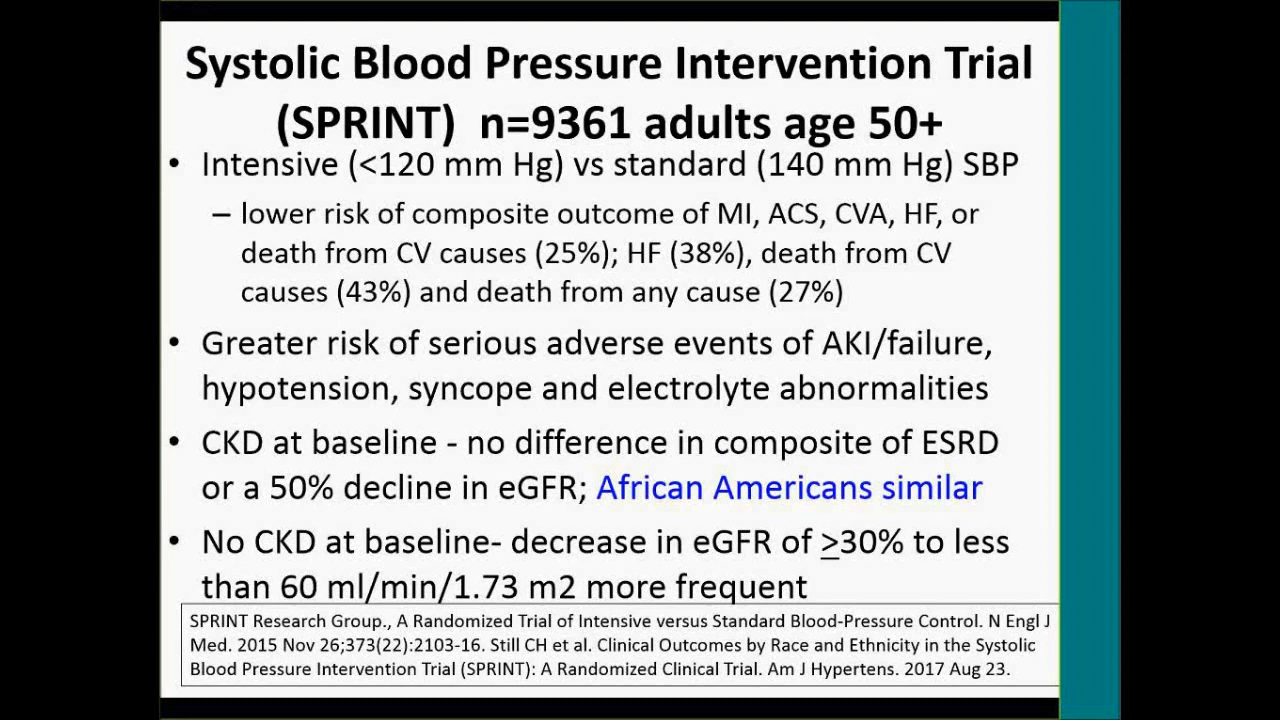 Systolic Blood Pressure Intervention Trial
(SPRINT) n=9361 adults age 50+
• Intensive (<120 mm Hg) vs standard (140 mm Hg) SBP
– lower risk of composite outcome of MI, ACS, CVA, HF, or
death from CV causes (25%); HF (38%), death from CV
causes (43%) and death from any cause (27%)
• Greater risk of serious adverse events of AKI/failure,
hypotension, syncope and electrolyte abnormalities
• CKD at baseline - no difference in composite of ESRD
or a 50% decline in eGFR; African Americans similar
• No CKD at baseline- decrease in eGFR of ≥30% to less
than 60 ml/min/1.73 m2 more frequent
SPRINT Research Group., A Randomized Trial of Intensive versus Standard Blood-Pressure Control. N Engl J
Med. 2015 Nov 26;373(22):2103-16. Still CH et al. Clinical Outcomes by Race and Ethnicity in the Systolic
Blood Pressure Intervention Trial (SPRINT): A Randomized Clinical Trial. Am J Hypertens. 2017 Aug 23.